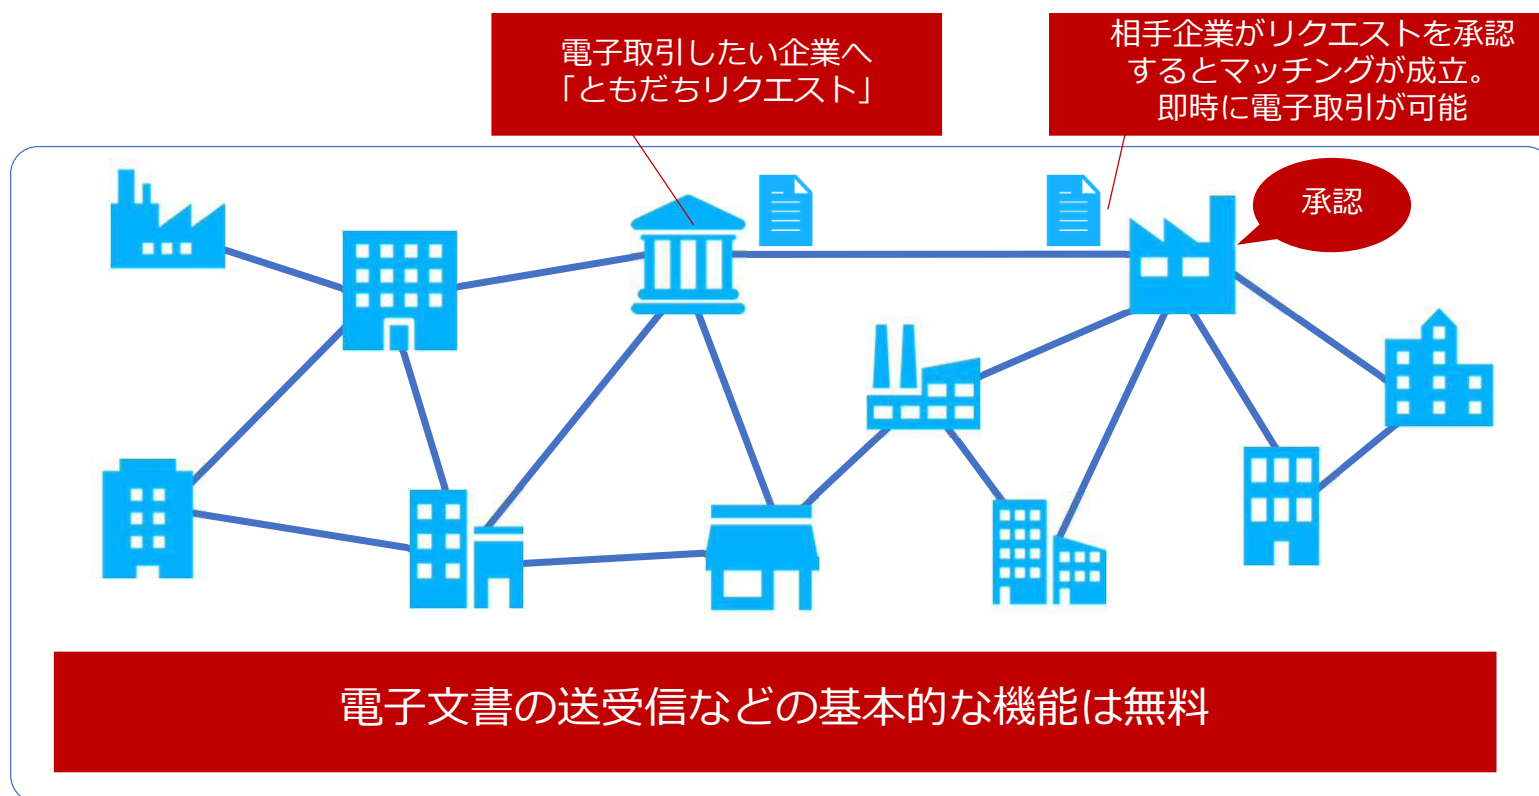 電子取引したい企業へ
「ともだちリクエスト」
相手企業がリクエストを承認
するとマッチングが成立。
即時に電子取引が可能
承認
電子文書の送受信などの基本的な機能は無料